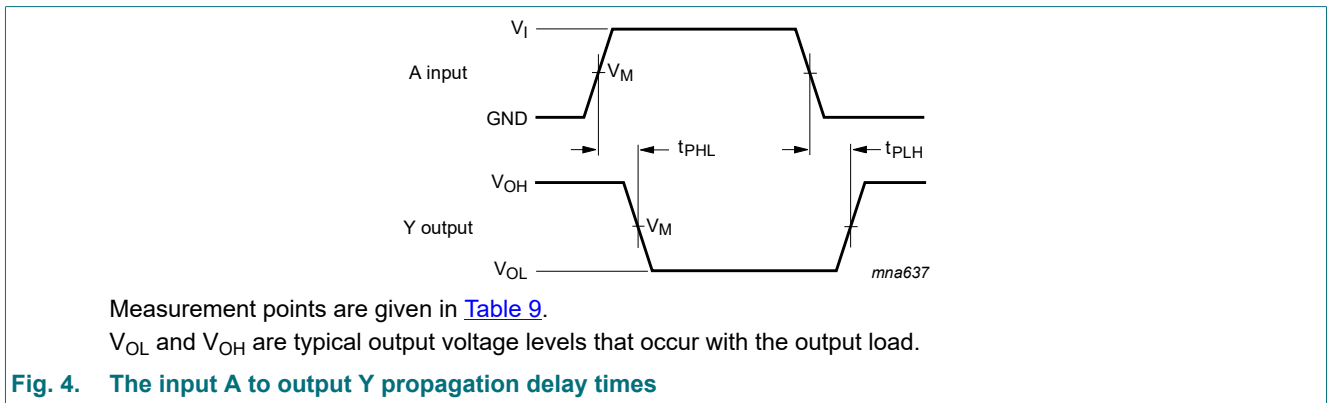 V_I
A input
V_M
GND
t_PHL
t_PLH
V_OH
Y output
V_M
V_OL
mna637
Measurement points are given in Table 9.
V_OL and V_OH are typical output voltage levels that occur with the output load.
Fig. 4. The input A to output Y propagation delay times